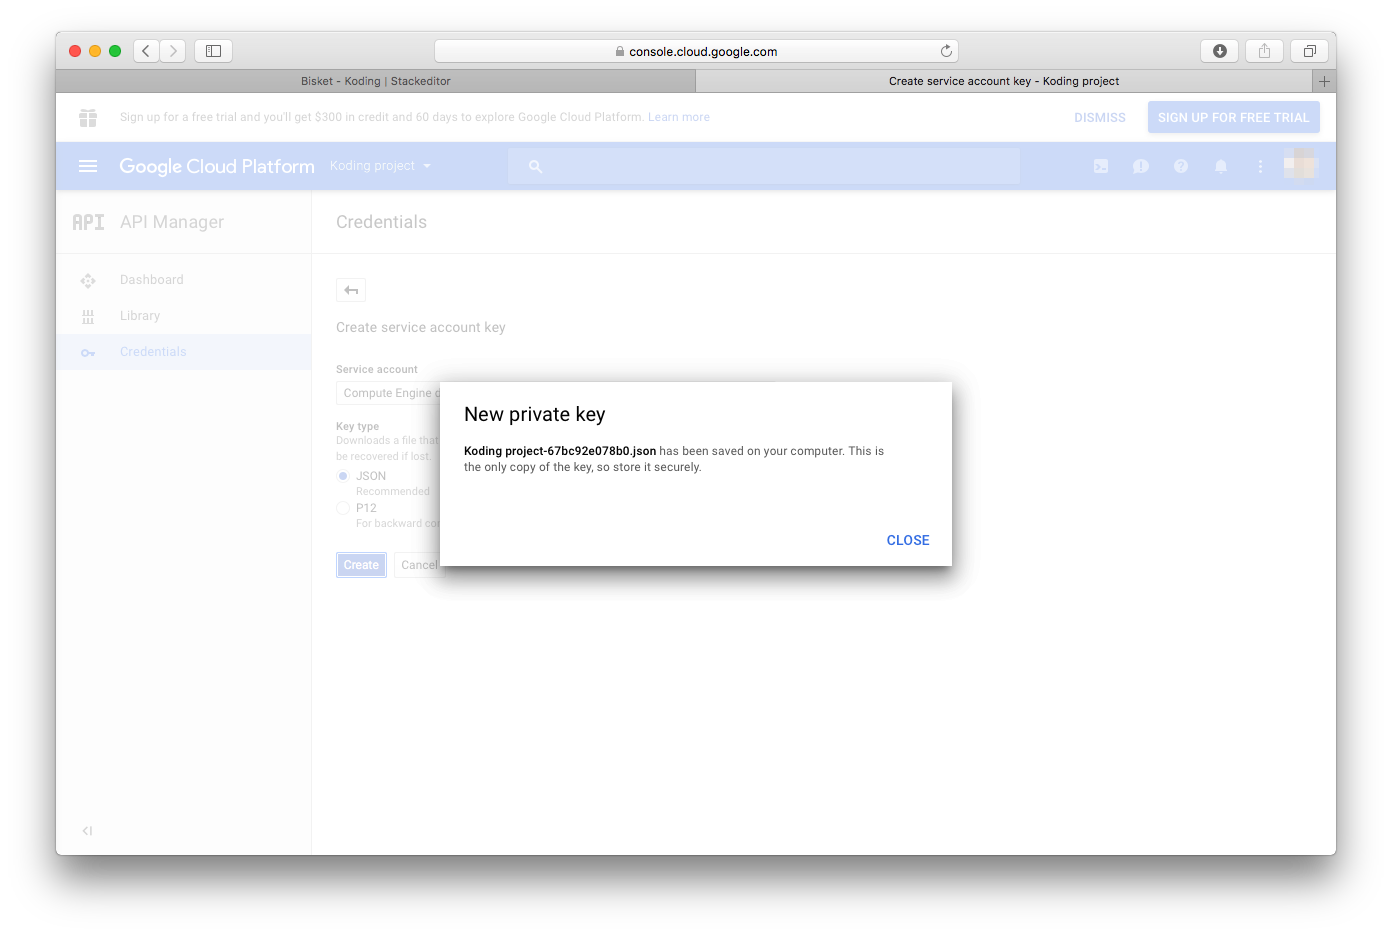 console.cloud.google.com
Bisket - Koding | Stackeditor
Create service account key - Koding project
Sign up for a free trial and you'll get $300 in credit and 60 days to explore Google Cloud Platform. Learn more
DISMISS
SIGN UP FOR FREE TRIAL
Google Cloud Platform
Koding project
API
API Manager
Credentials
Dashboard
Library
Credentials
Create service account key
Service account
Compute Engine d
Key type
Downloads a file that
be recovered if lost.
JSON
Recommended
P12
For backward co
Create
Cancel
New private key
Koding project-67bc92e078b0.json has been saved on your computer. This is
the only copy of the key, so store it securely.
CLOSE